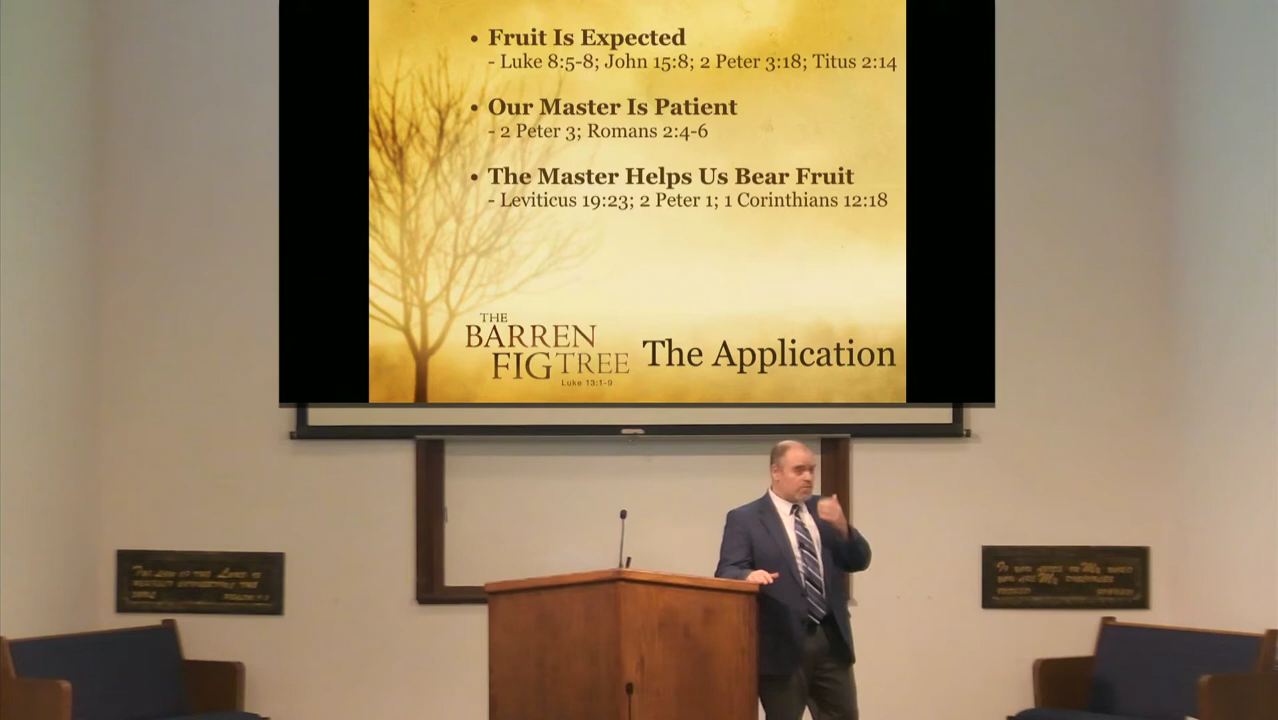 • Fruit Is Expected
- Luke 8:5-8; John 15:8; 2 Peter 3:18; Titus 2:14
• Our Master Is Patient
- 2 Peter 3; Romans 2:4-6
• The Master Helps Us Bear Fruit
- Leviticus 19:23; 2 Peter 1; 1 Corinthians 12:18
THE
BARREN
FIG TREE
Luke 13:1-9
The Application